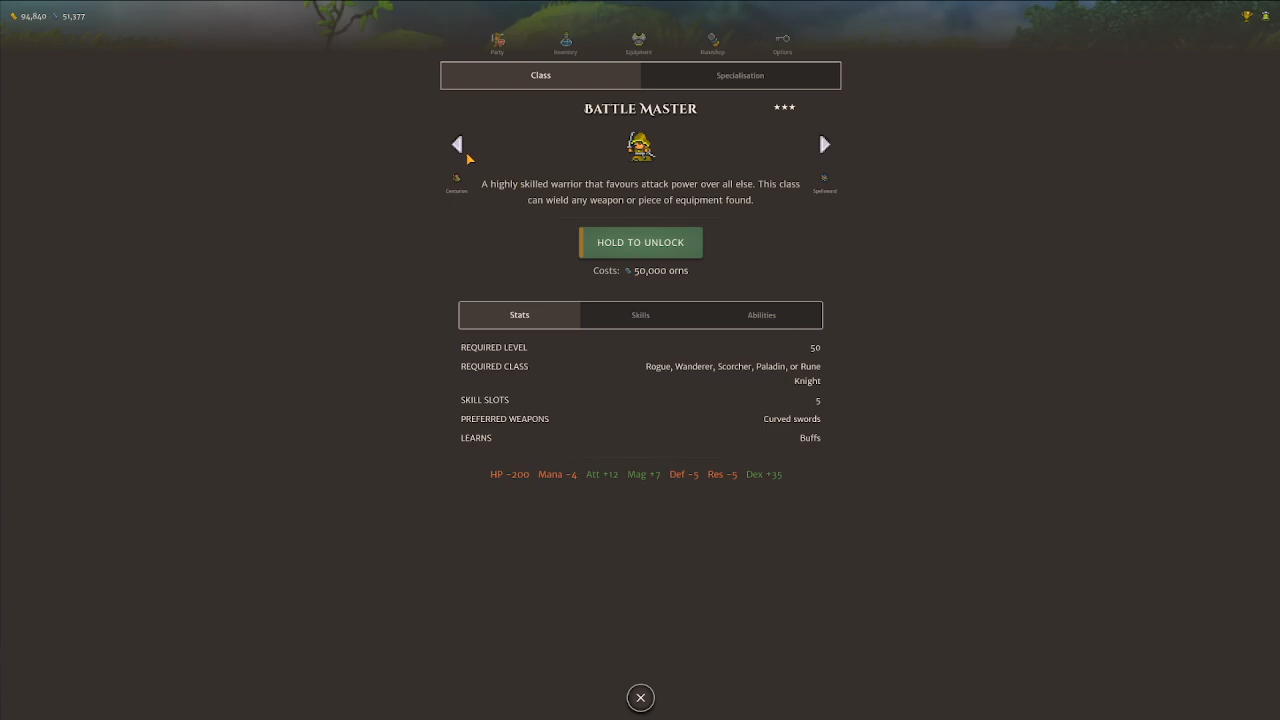 94,840 51,377
Party Inventory Equipment Runeshop Options
Class Specialisation
Battle Master ★★★
Centurion Spellsword
A highly skilled warrior that favours attack power over all else. This class
can wield any weapon or piece of equipment found.
HOLD TO UNLOCK
Costs: 50,000 orns
Stats Skills Abilities
REQUIRED LEVEL 50
REQUIRED CLASS Rogue, Wanderer, Scorcher, Paladin, or Rune
Knight
SKILL SLOTS 5
PREFERRED WEAPONS Curved swords
LEARNS Buffs
HP -200 Mana -4 Att +12 Mag +7 Def -5 Res -5 Dex +35